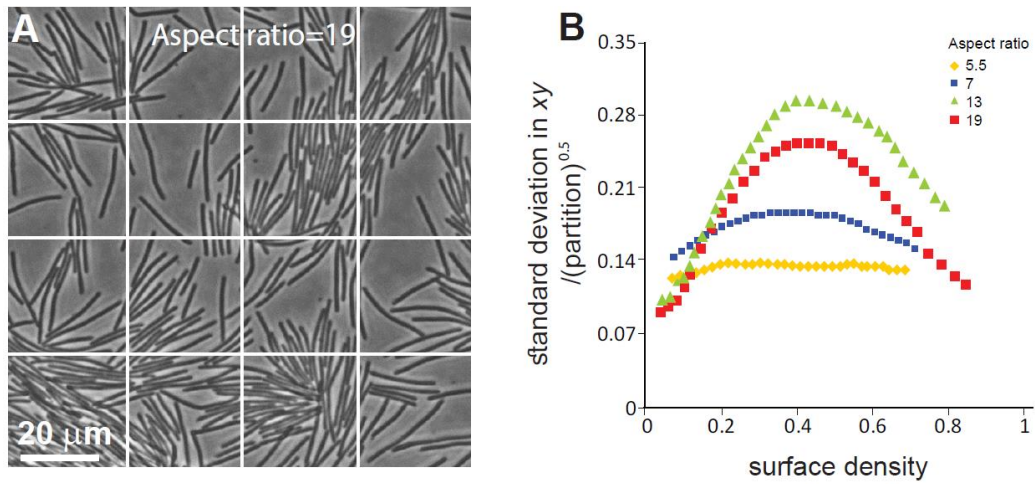 A
Aspect ratio=19
20 µm
B
standard deviation in xy
/(partition)^0.5
0.35
0.28
0.21
0.14
0.07
0
0
0.2
0.4
0.6
0.8
1
surface density
Aspect ratio
5.5
7
13
19